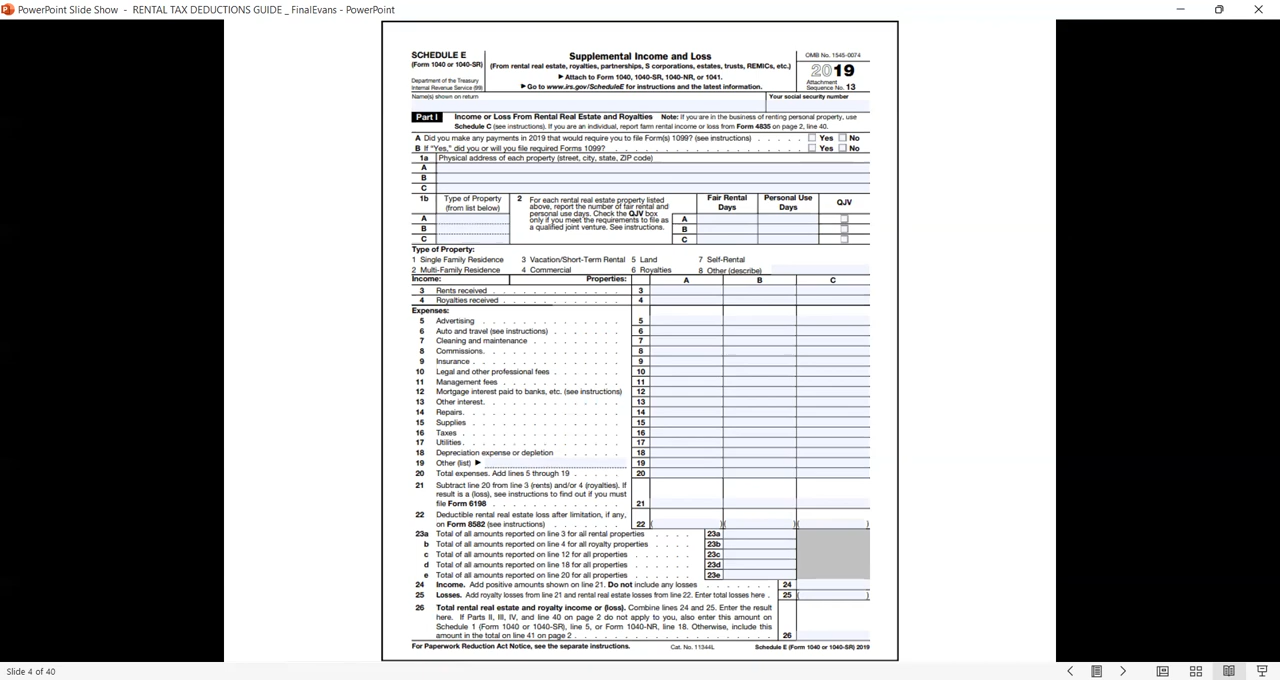 PowerPoint Slide Show - RENTAL TAX DEDUCTIONS GUIDE _ FinalEvans - PowerPoint
SCHEDULE E
(Form 1040 or 1040-SR)
Department of the Treasury
Internal Revenue Service (99)
Supplemental Income and Loss
(From rental real estate, royalties, partnerships, S corporations, estates, trusts, REMICs, etc.)
▶ Attach to Form 1040, 1040-SR, 1040-NR, or 1041.
▶ Go to www.irs.gov/ScheduleE for instructions and the latest information.
OMB No. 1545-0074
2019
Attachment
Sequence No. 13
Name(s) shown on return
Your social security number
Part I Income or Loss From Rental Real Estate and Royalties Note: If you are in the business of renting personal property, use
Schedule C (see instructions). If you are an individual, report farm rental income or loss from Form 4835 on page 2, line 40.
A Did you make any payments in 2019 that would require you to file Form(s) 1099? (see instructions) . . . . . Yes No
B If "Yes," did you or will you file required Forms 1099? . . . . . . . . . . . . . . . Yes No
1a Physical address of each property (street, city, state, ZIP code)
A
B
C
1b Type of Property
(from list below)
A
B
C
2 For each rental real estate property listed
above, report the number of fair rental and
personal use days. Check the QJV box
only if you meet the requirements to file as
a qualified joint venture. See instructions.
Fair Rental
Days
Personal Use
Days
QJV
A
B
C
Type of Property:
1 Single Family Residence 3 Vacation/Short-Term Rental 5 Land 7 Self-Rental
2 Multi-Family Residence 4 Commercial 6 Royalties 8 Other (describe)
Income: Properties: A B C
3 Rents received . . . . . . . . . . . . 3
4 Royalties received . . . . . . . . . . . 4
Expenses:
5 Advertising . . . . . . . . . . . . 5
6 Auto and travel (see instructions) . . . . . . . 6
7 Cleaning and maintenance . . . . . . . . 7
8 Commissions. . . . . . . . . . . . 8
9 Insurance . . . . . . . . . . . . . 9
10 Legal and other professional fees . . . . . . 10
11 Management fees . . . . . . . . . . 11
12 Mortgage interest paid to banks, etc. (see instructions) 12
13 Other interest. . . . . . . . . . . . 13
14 Repairs. . . . . . . . . . . . . . 14
15 Supplies . . . . . . . . . . . . . 15
16 Taxes . . . . . . . . . . . . . . 16
17 Utilities. . . . . . . . . . . . . . 17
18 Depreciation expense or depletion . . . . . . 18
19 Other (list) ▶ 19
20 Total expenses. Add lines 5 through 19 . . . . . 20
21 Subtract line 20 from line 3 (rents) and/or 4 (royalties). If
result is a (loss), see instructions to find out if you must
file Form 6198 . . . . . . . . . . . . 21
22 Deductible rental real estate loss after limitation, if any,
on Form 8582 (see instructions) . . . . . . . 22 ( )( )( )
23a Total of all amounts reported on line 3 for all rental properties . . . . 23a
b Total of all amounts reported on line 4 for all royalty properties . . . . 23b
c Total of all amounts reported on line 12 for all properties . . . . . . 23c
d Total of all amounts reported on line 18 for all properties . . . . . . 23d
e Total of all amounts reported on line 20 for all properties . . . . . . 23e
24 Income. Add positive amounts shown on line 21. Do not include any losses . . . . . . . 24
25 Losses. Add royalty losses from line 21 and rental real estate losses from line 22. Enter total losses here . 25 ( )
26 Total rental real estate and royalty income or (loss). Combine lines 24 and 25. Enter the result
here. If Parts II, III, IV, and line 40 on page 2 do not apply to you, also enter this amount on
Schedule 1 (Form 1040 or 1040-SR), line 5, or Form 1040-NR, line 18. Otherwise, include this
amount in the total on line 41 on page 2 . . . . . . . . . . . . . . . . 26
For Paperwork Reduction Act Notice, see the separate instructions. Cat. No. 11344L Schedule E (Form 1040 or 1040-SR) 2019
Slide 4 of 40